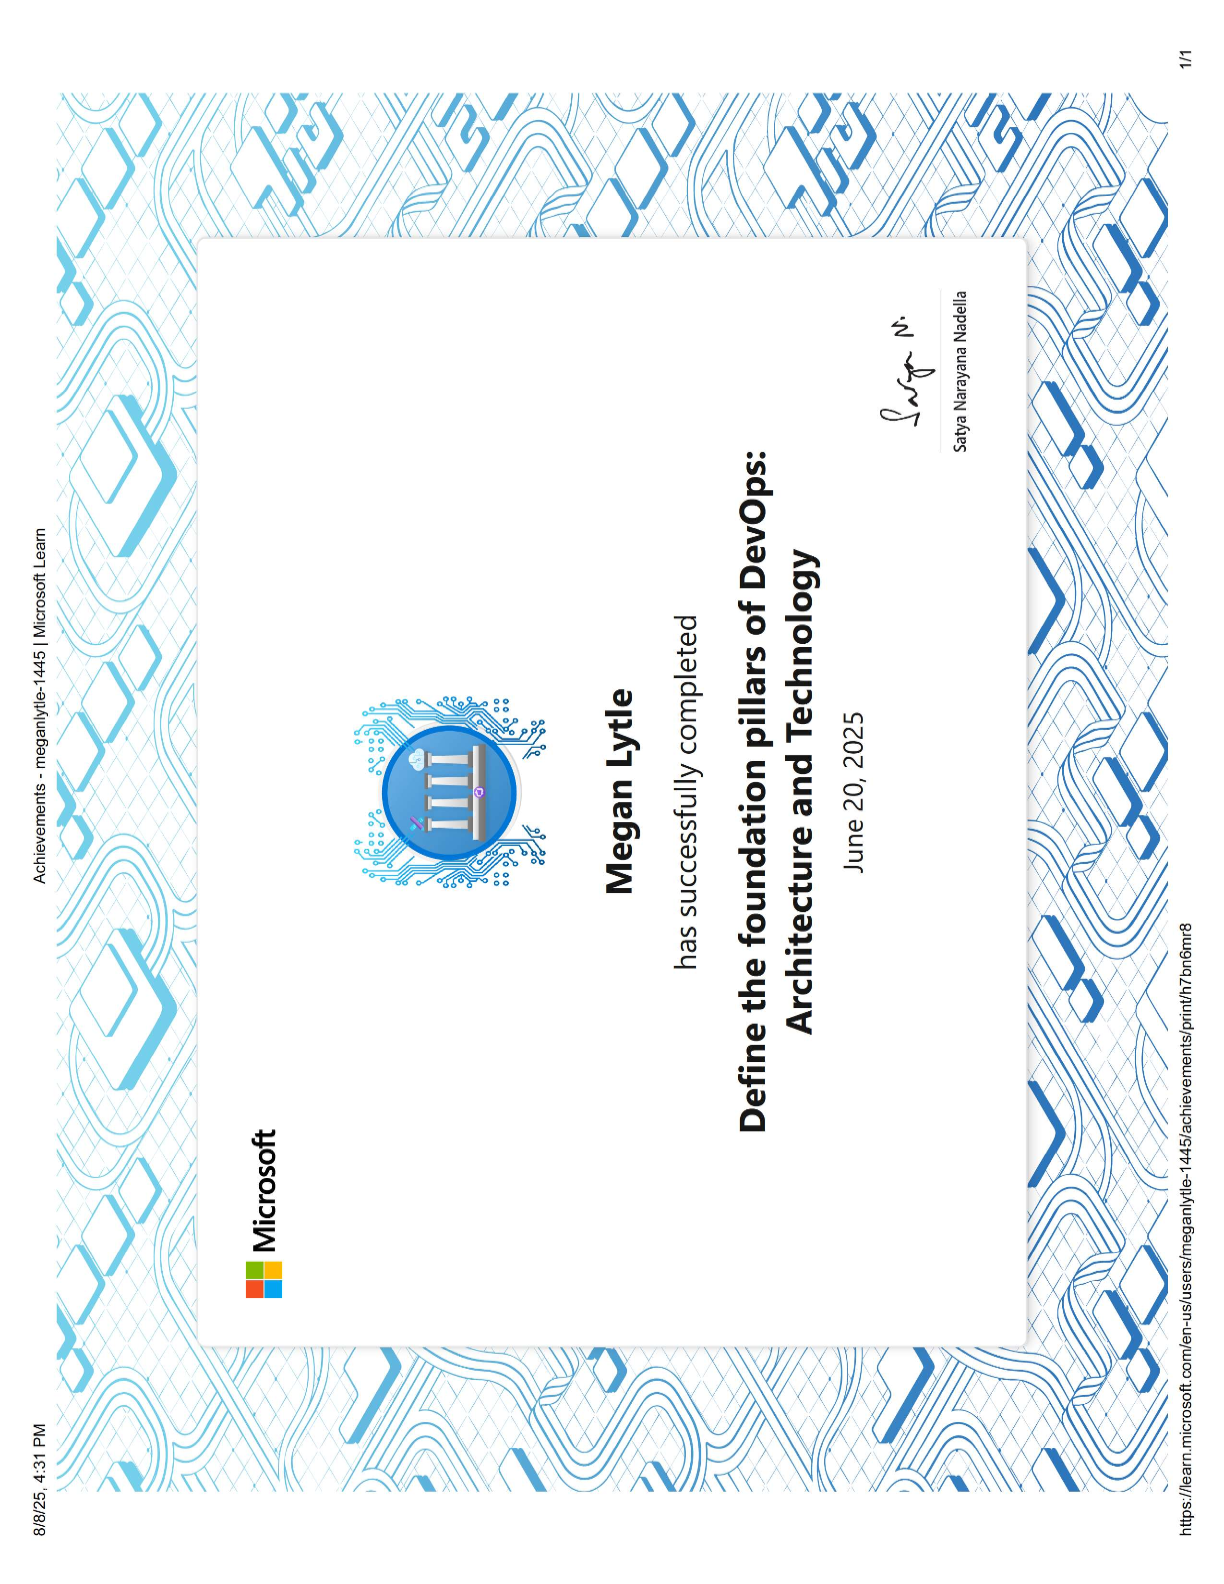 8/8/25, 4:31 PM
Achievements - meganlytle-1445 | Microsoft Learn
Microsoft
Megan Lytle
has successfully completed
Define the foundation pillars of DevOps:
Architecture and Technology
June 20, 2025
Satya N.
Satya Narayana Nadella
https://learn.microsoft.com/en-us/users/meganlytle-1445/achievements/print/h7bn6mr8
1/1